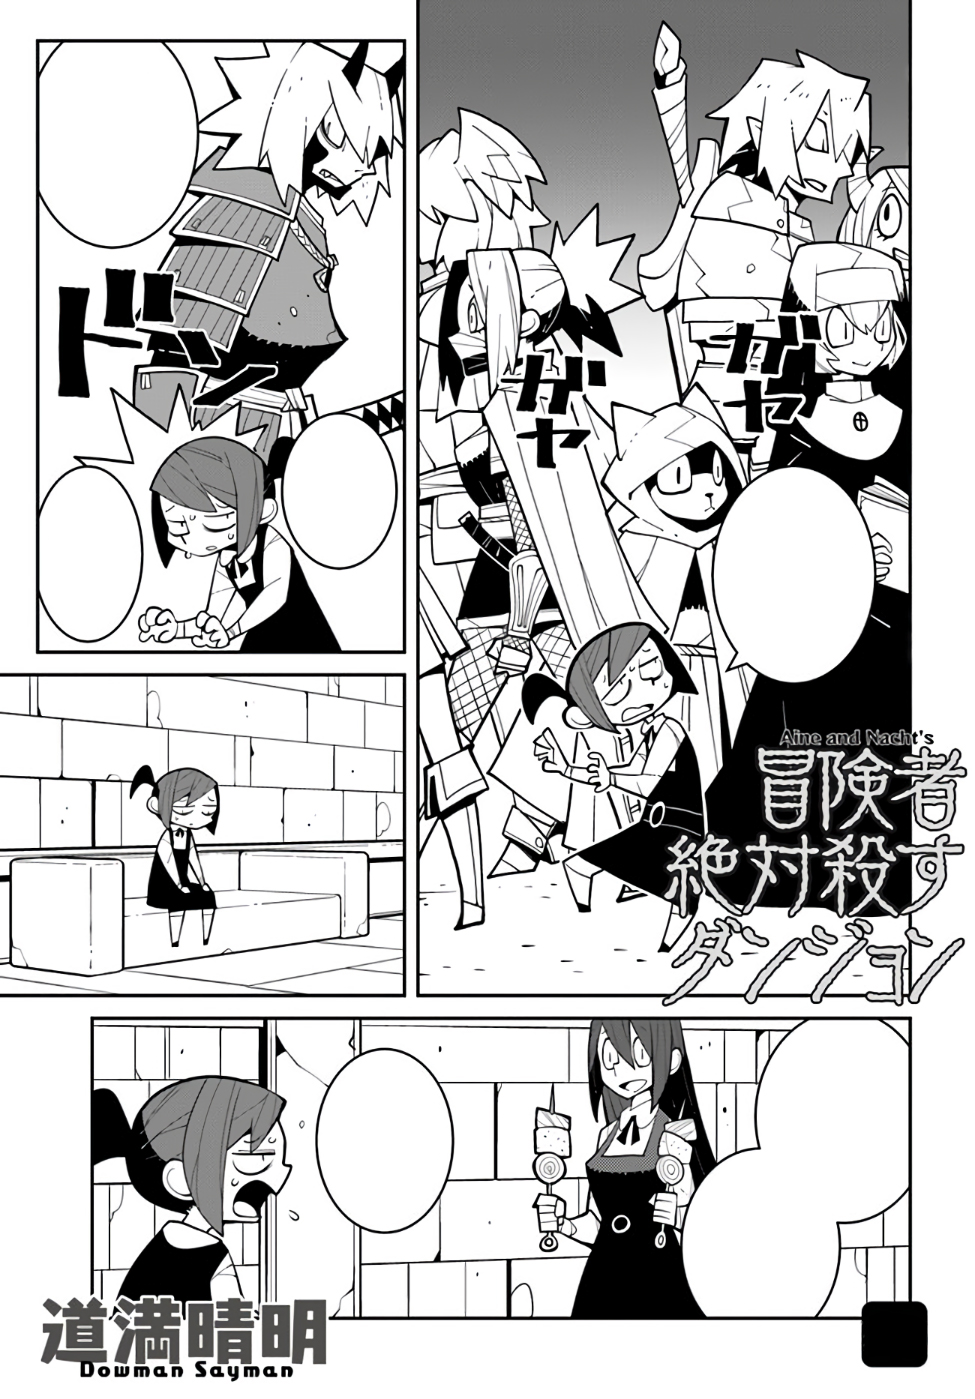 ガヤ
ガヤ
Aine and Nacht's
冒険者
絶対殺す
ダンジョン
ドンッ
道満晴明
Dowman Sayman